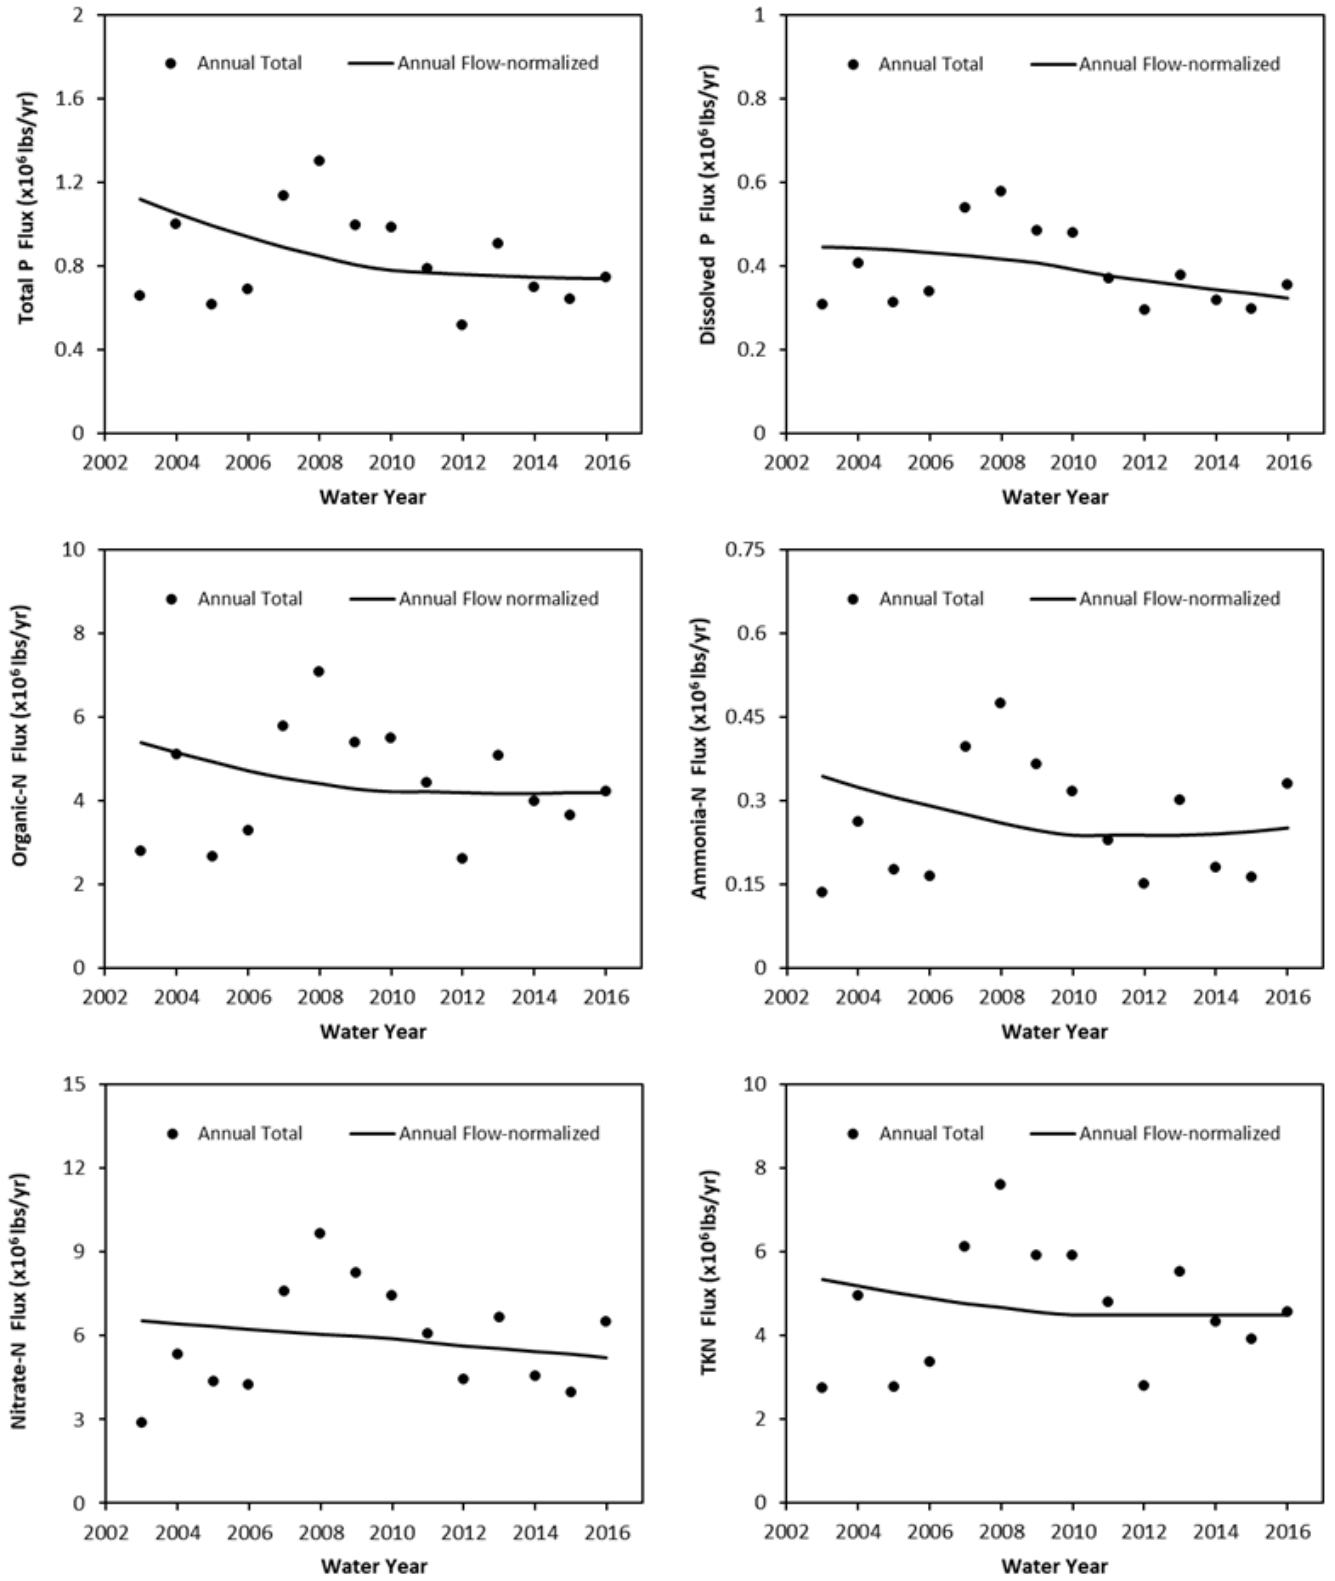 Total P Flux (x10⁶ lbs/yr)
2
1.6
1.2
0.8
0.4
0
Annual Total Annual Flow-normalized
2002 2004 2006 2008 2010 2012 2014 2016
Water Year
Dissolved P Flux (x10⁶ lbs/yr)
1
0.8
0.6
0.4
0.2
0
Annual Total Annual Flow-normalized
2002 2004 2006 2008 2010 2012 2014 2016
Water Year
Organic-N Flux (x10⁶ lbs/yr)
10
8
6
4
2
0
Annual Total Annual Flow normalized
2002 2004 2006 2008 2010 2012 2014 2016
Water Year
Ammonia-N Flux (x10⁶ lbs/yr)
0.75
0.6
0.45
0.3
0.15
0
Annual Total Annual Flow-normalized
2002 2004 2006 2008 2010 2012 2014 2016
Water Year
Nitrate-N Flux (x10⁶ lbs/yr)
15
12
9
6
3
0
Annual Total Annual Flow-normalized
2002 2004 2006 2008 2010 2012 2014 2016
Water Year
TKN Flux (x10⁶ lbs/yr)
10
8
6
4
2
0
Annual Total Annual Flow-normalized
2002 2004 2006 2008 2010 2012 2014 2016
Water Year